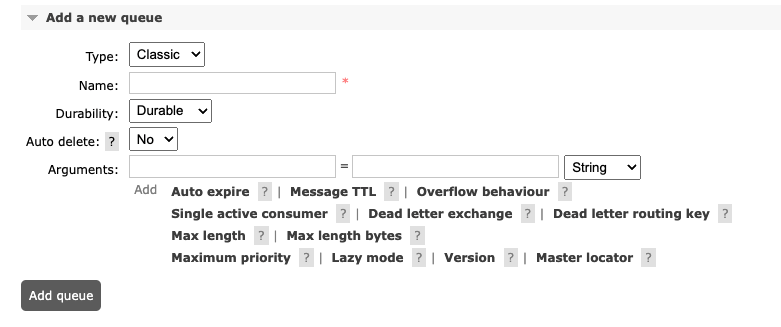 Add a new queue
Type: Classic
Name: *
Durability: Durable
Auto delete: ? No
Arguments: = String
Add Auto expire ? | Message TTL ? | Overflow behaviour ?
Single active consumer ? | Dead letter exchange ? | Dead letter routing key ?
Max length ? | Max length bytes ?
Maximum priority ? | Lazy mode ? | Version ? | Master locator ?
Add queue